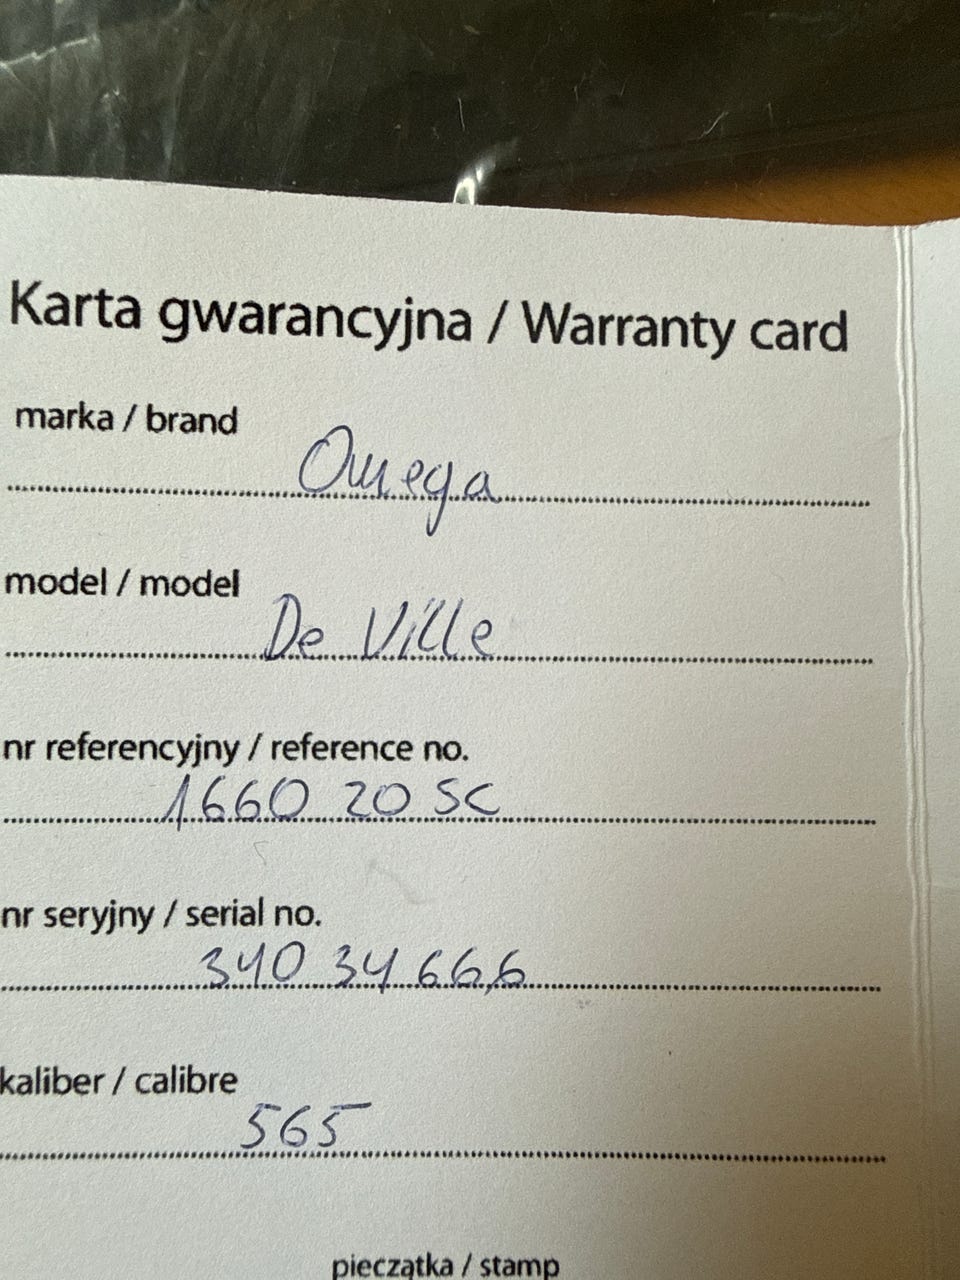 Karta gwarancyjna / Warranty card
marka / brand
Omega
model / model
De Ville
nr referencyjny / reference no.
1660 20 SC
nr seryjny / serial no.
340 34 666
kaliber / calibre
565
pieczątka / stamp